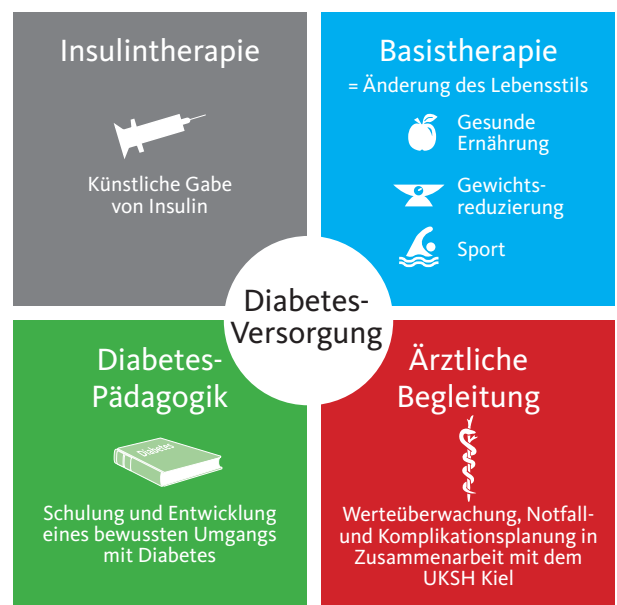 Insulintherapie
Künstliche Gabe
von Insulin
Basistherapie
= Änderung des Lebensstils
Gesunde
Ernährung
Gewichts-
reduzierung
Sport
Diabetes-
Versorgung
Diabetes-
Pädagogik
Diabetes
Schulung und Entwicklung
eines bewussten Umgangs
mit Diabetes
Ärztliche
Begleitung
Werteüberwachung, Notfall-
und Komplikationsplanung in
Zusammenarbeit mit dem
UKSH Kiel